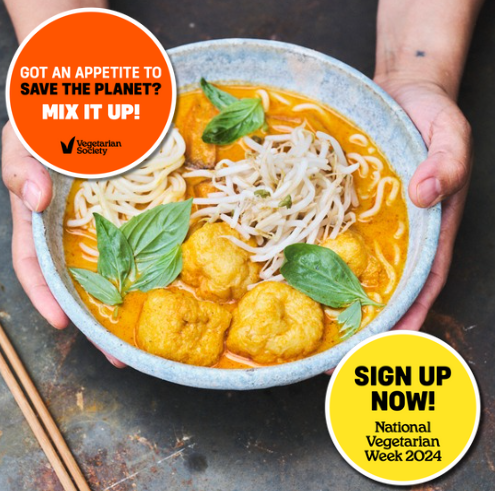 GOT AN APPETITE TO
SAVE THE PLANET?
MIX IT UP!
Vegetarian
Society
SIGN UP
NOW!
National
Vegetarian
Week 2024